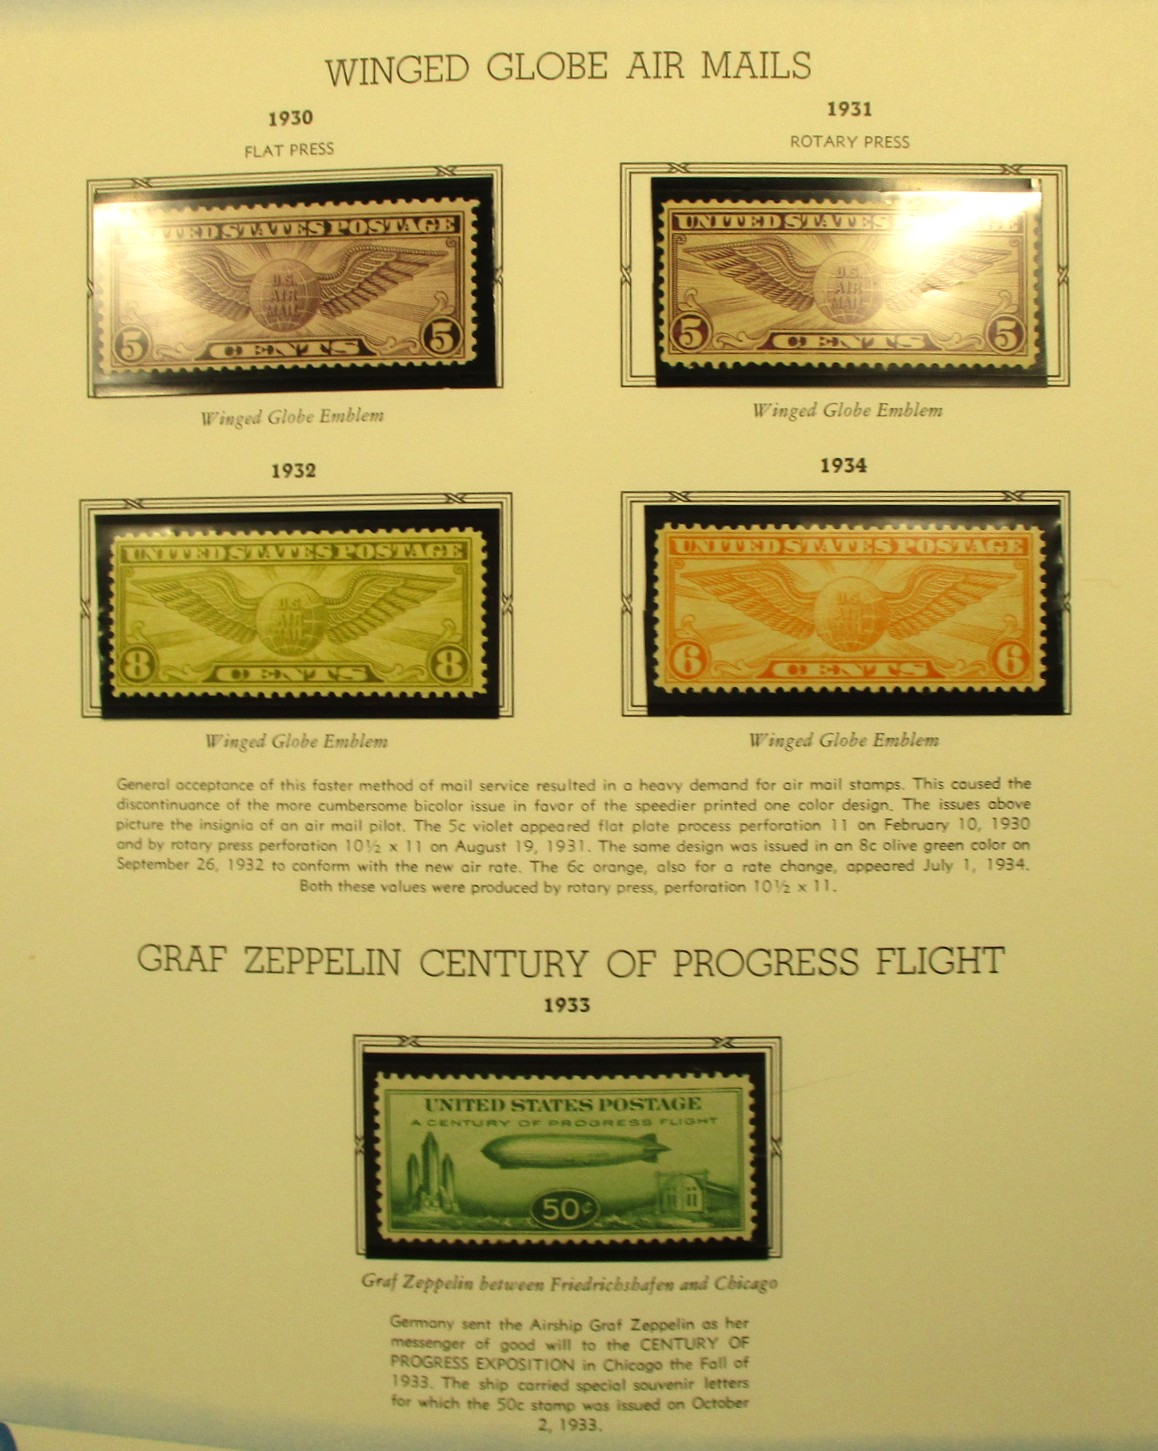 WINGED GLOBE AIR MAILS
1930
FLAT PRESS
1931
ROTARY PRESS
UNITED STATES POSTAGE
U.S.
AIR
MAIL
5 CENTS 5
Winged Globe Emblem
UNITED STATES
U.S.
AIR
MAIL
5 CENTS 5
Winged Globe Emblem
1932
1934
UNITED STATES POSTAGE
U.S.
AIR
MAIL
8 CENTS 8
Winged Globe Emblem
UNITED STATES POSTAGE
U.S.
AIR
MAIL
6 CENTS 6
Winged Globe Emblem
General acceptance of this faster method of mail service resulted in a heavy demand for air mail stamps. This caused the
discontinuance of the more cumbersome bicolor issue in favor of the speedier printed one color design. The issues above
picture the insignia of an air mail pilot. The 5c violet appeared flat plate process perforation 11 on February 10, 1930
and by rotary press perforation 10½ x 11 on August 19, 1931. The same design was issued in an 8c olive green color on
September 26, 1932 to conform with the new air rate. The 6c orange, also for a rate change, appeared July 1, 1934.
Both these values were produced by rotary press, perforation 10½ x 11.
GRAF ZEPPELIN CENTURY OF PROGRESS FLIGHT
1933
UNITED STATES POSTAGE
A CENTURY OF PROGRESS FLIGHT
50¢
Graf Zeppelin between Friedrichshafen and Chicago
Germany sent the Airship Graf Zeppelin as her
messenger of good will to the CENTURY OF
PROGRESS EXPOSITION in Chicago the Fall of
1933. The ship carried special souvenir letters
for which the 50c stamp was issued on October
2, 1933.